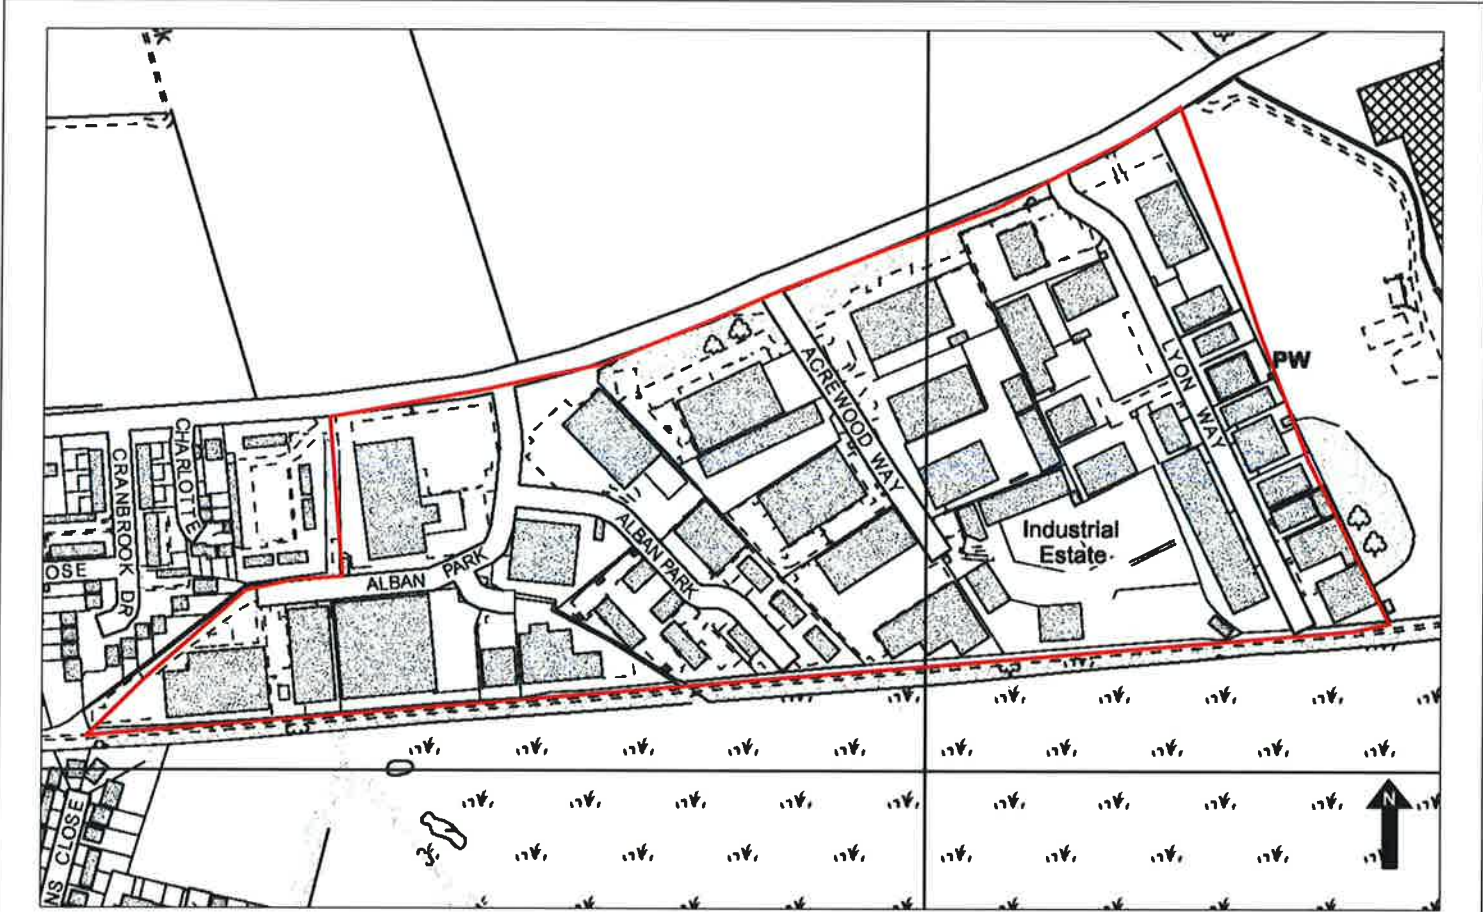 PW
LYON WAY
ACREWOOD WAY
CHARLOTTE
CRANBROOK DR
Industrial
Estate
ALBAN PARK
ALBAN PARK
OSE
NS CLOSE
N